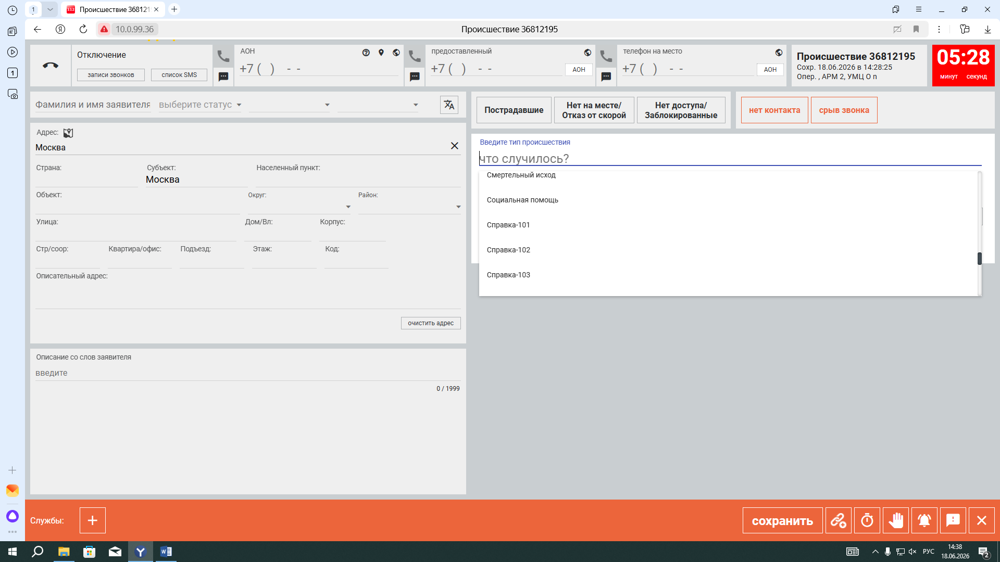 1
112
Происшествие 368121
10.0.99.36
Происшествие 36812195
1
Отключение
записи звонков
список SMS
АОН
+7 (   )    -  -
предоставленный
+7 (   )    -  -
АОН
телефон на место
+7 (   )    -  -
АОН
Происшествие 36812195
Сохр. 18.06.2026 в 14:28:25
Опер. , АРМ 2, УМЦ О п
05:28
минут секунд
Фамилия и имя заявителя
выберите статус
Пострадавшие
Нет на месте/
Отказ от скорой
Нет доступа/
Заблокированные
нет контакта
срыв звонка
Адрес:
Москва
Страна:
Субъект:
Москва
Населенный пункт:
Объект:
Округ:
Район:
Улица:
Дом/Вл:
Корпус:
Стр/соор:
Квартира/офис:
Подъезд:
Этаж:
Код:
Описательный адрес:
очистить адрес
Введите тип происшествия
что случилось?
Смертельный исход
Социальная помощь
Справка-101
Справка-102
Справка-103
Описание со слов заявителя
введите
0 / 1999
Службы:
сохранить
РУС
14:38
18.06.2026
2